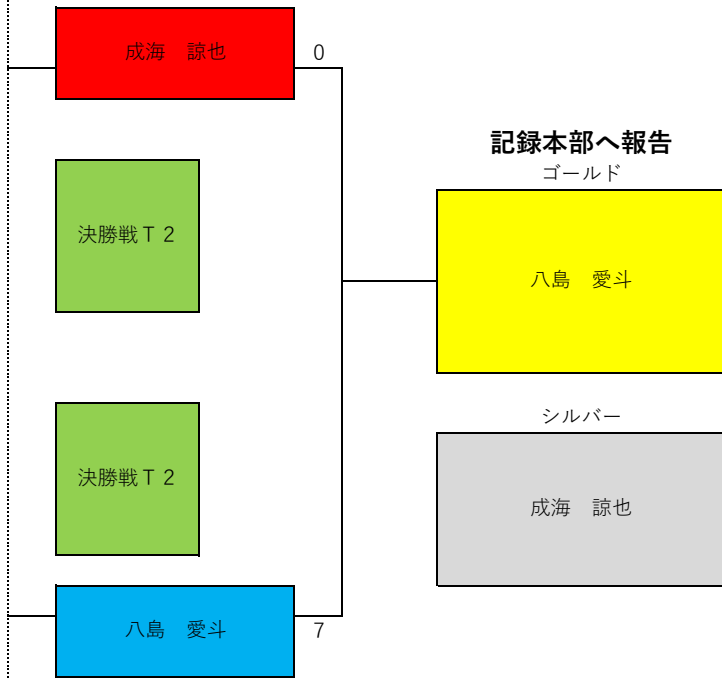 成海　諒也
0
記録本部へ報告
ゴールド
決勝戦Ｔ２
八島　愛斗
シルバー
決勝戦Ｔ２
成海　諒也
八島　愛斗
7